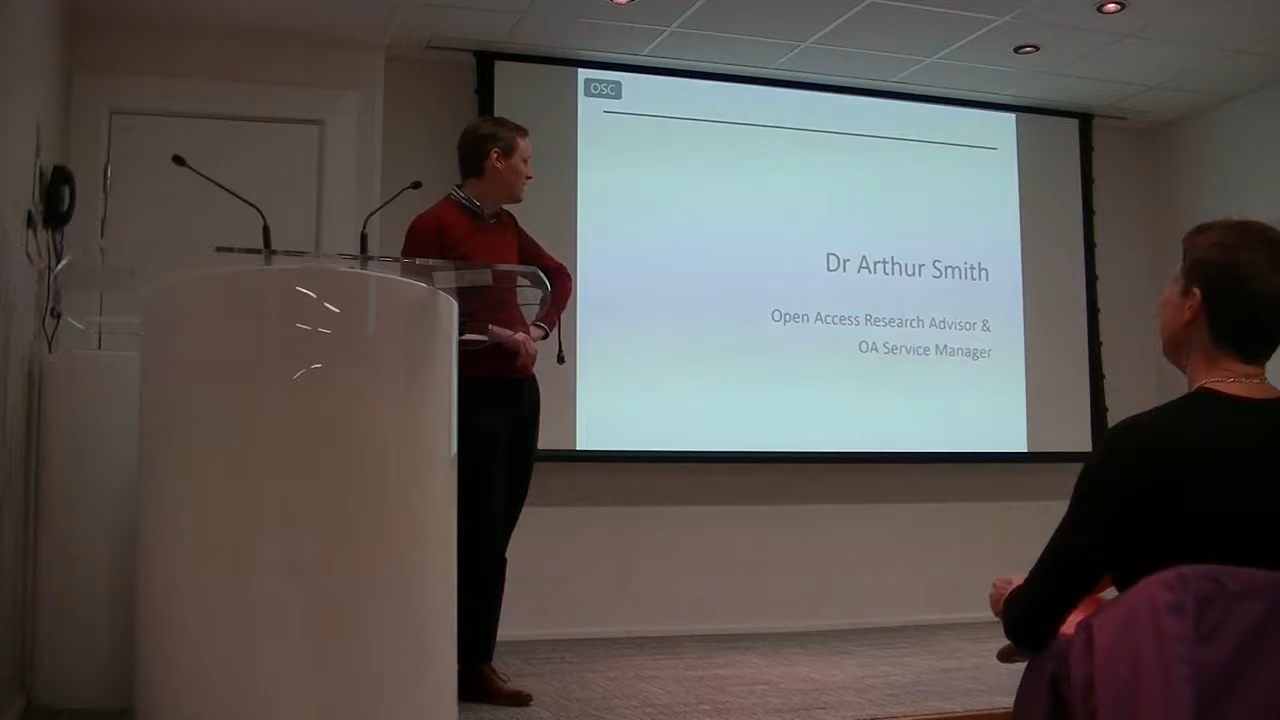 OSC
Dr Arthur Smith
Open Access Research Advisor &
OA Service Manager